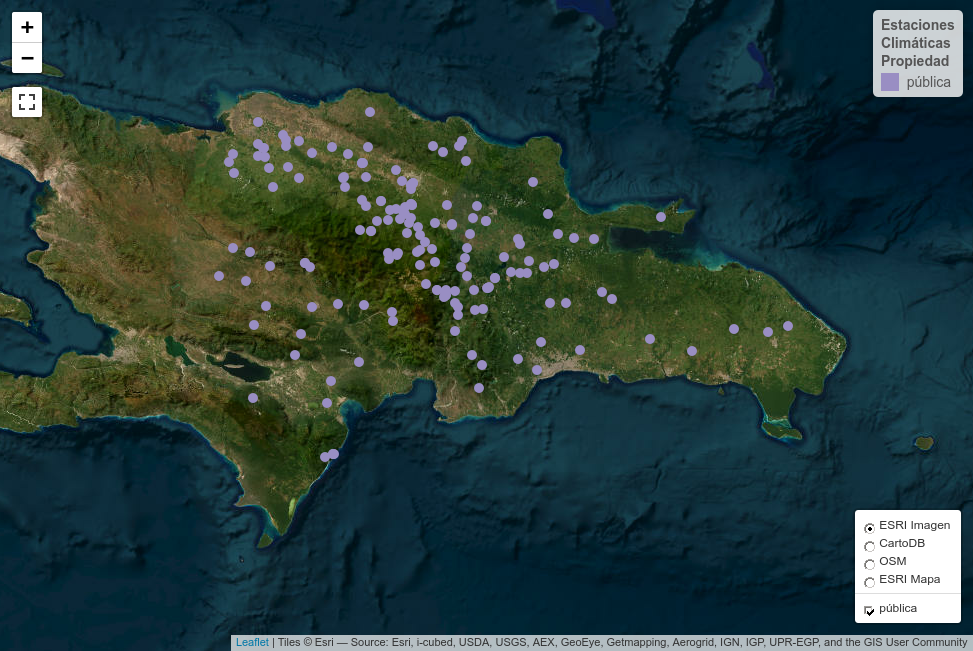 +
−
Estaciones
Climáticas
Propiedad
pública
ESRI Imagen
CartoDB
OSM
ESRI Mapa
pública
Leaflet | Tiles © Esri — Source: Esri, i-cubed, USDA, USGS, AEX, GeoEye, Getmapping, Aerogrid, IGN, IGP, UPR-EGP, and the GIS User Community